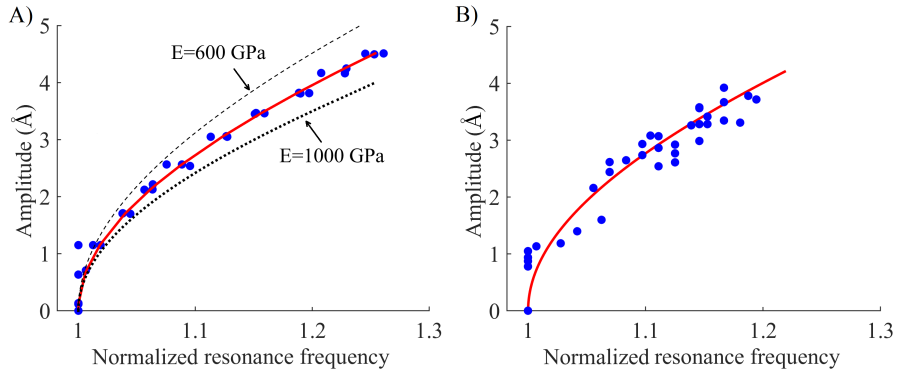 A)
5
4
3
2
1
0
Amplitude (Å)
E=600 GPa
E=1000 GPa
1
1.1
1.2
1.3
Normalized resonance frequency
B)
5
4
3
2
1
0
Amplitude (Å)
1
1.1
1.2
1.3
Normalized resonance frequency